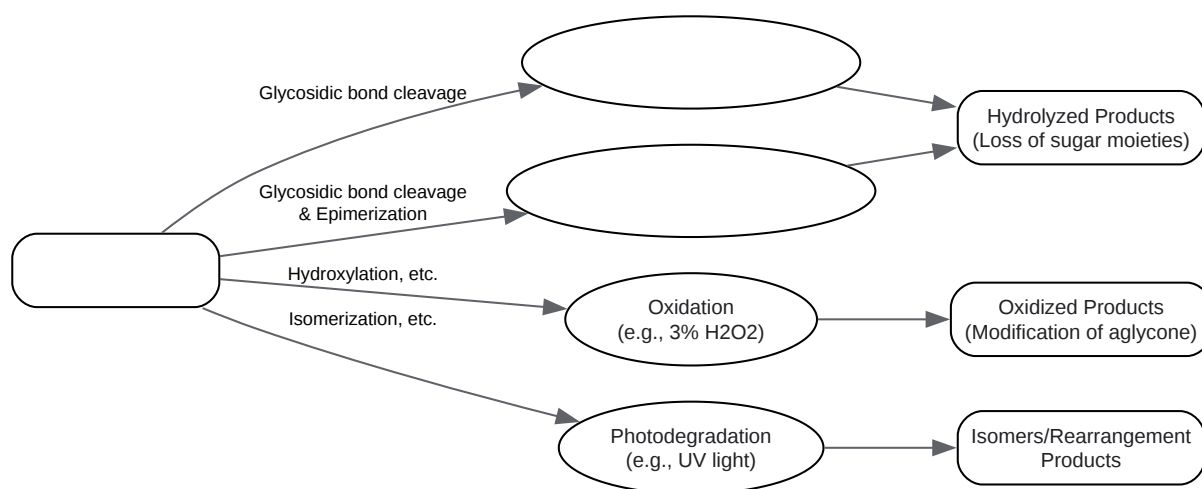 Glycosidic bond cleavage
Hydrolyzed Products
(Loss of sugar moieties)
Glycosidic bond cleavage
& Epimerization
Hydroxylation, etc.
Oxidation
(e.g., 3% H2O2)
Oxidized Products
(Modification of aglycone)
Isomerization, etc.
Photodegradation
(e.g., UV light)
Isomers/Rearrangement
Products